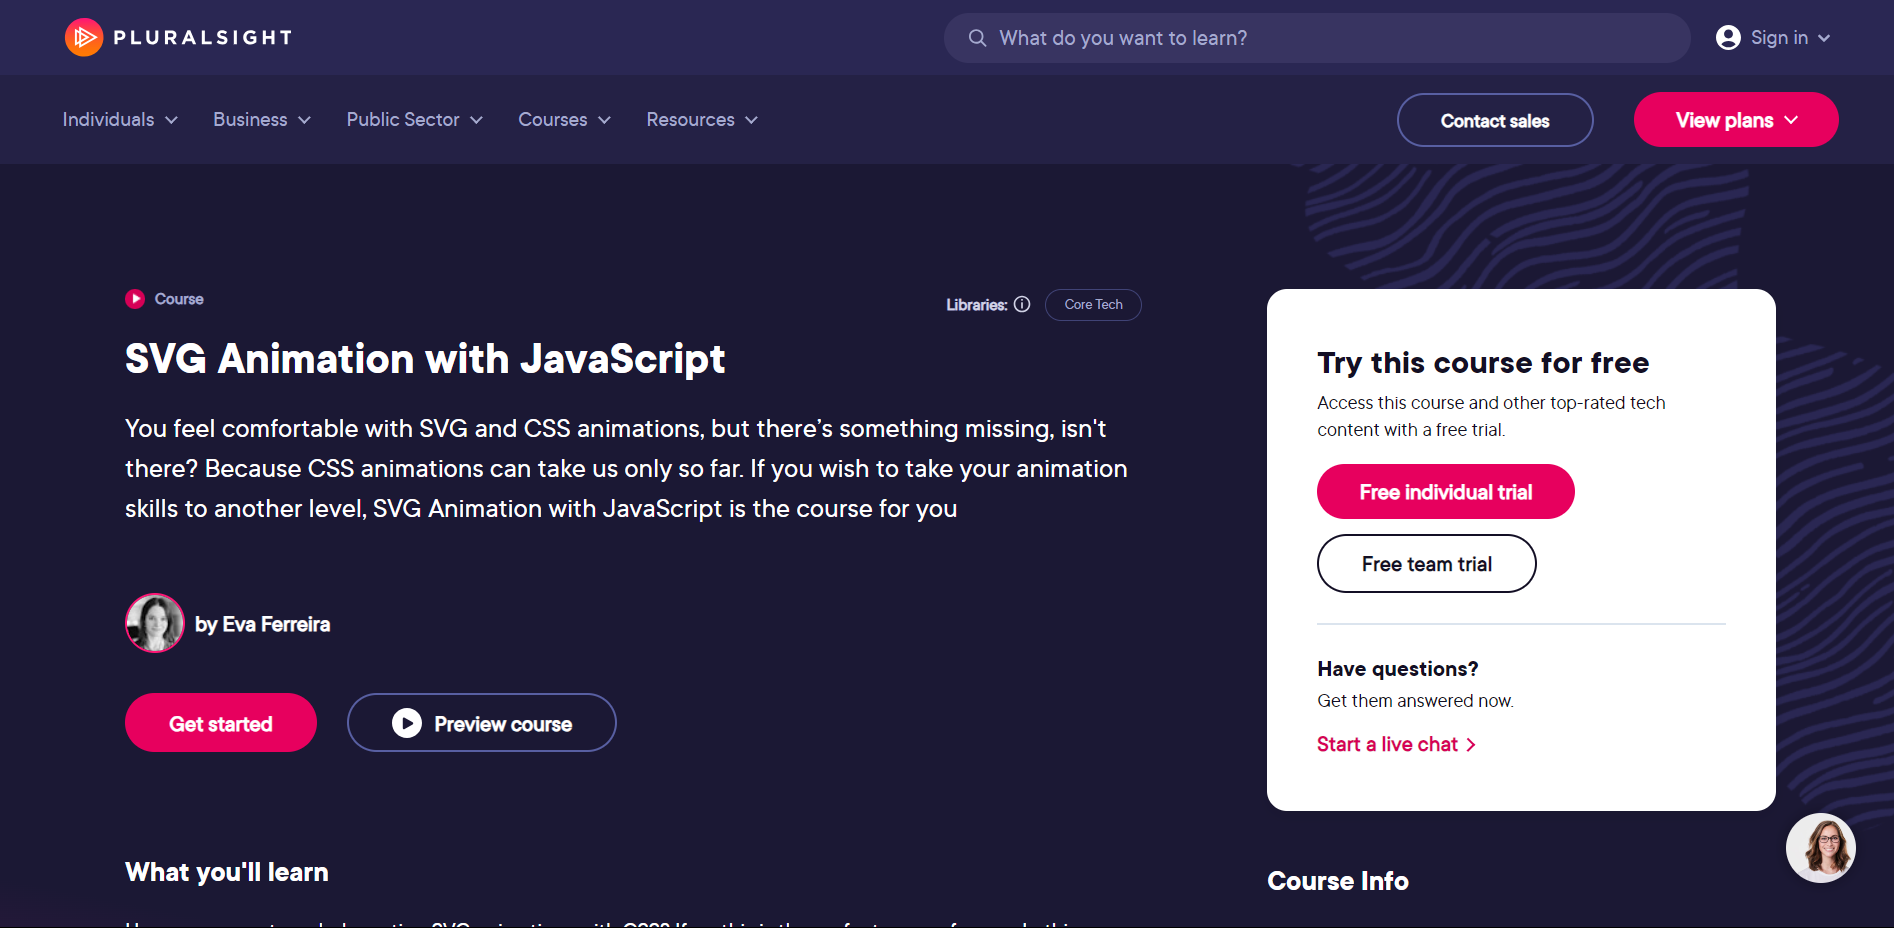 PLURALSIGHT
What do you want to learn?
Sign in
Individuals
Business
Public Sector
Courses
Resources
Contact sales
View plans
Course
Libraries:
Core Tech
SVG Animation with JavaScript
You feel comfortable with SVG and CSS animations, but there’s something missing, isn't
there? Because CSS animations can take us only so far. If you wish to take your animation
skills to another level, SVG Animation with JavaScript is the course for you
by Eva Ferreira
Get started
Preview course
Try this course for free
Access this course and other top-rated tech
content with a free trial.
Free individual trial
Free team trial
Have questions?
Get them answered now.
Start a live chat
What you'll learn
Course Info